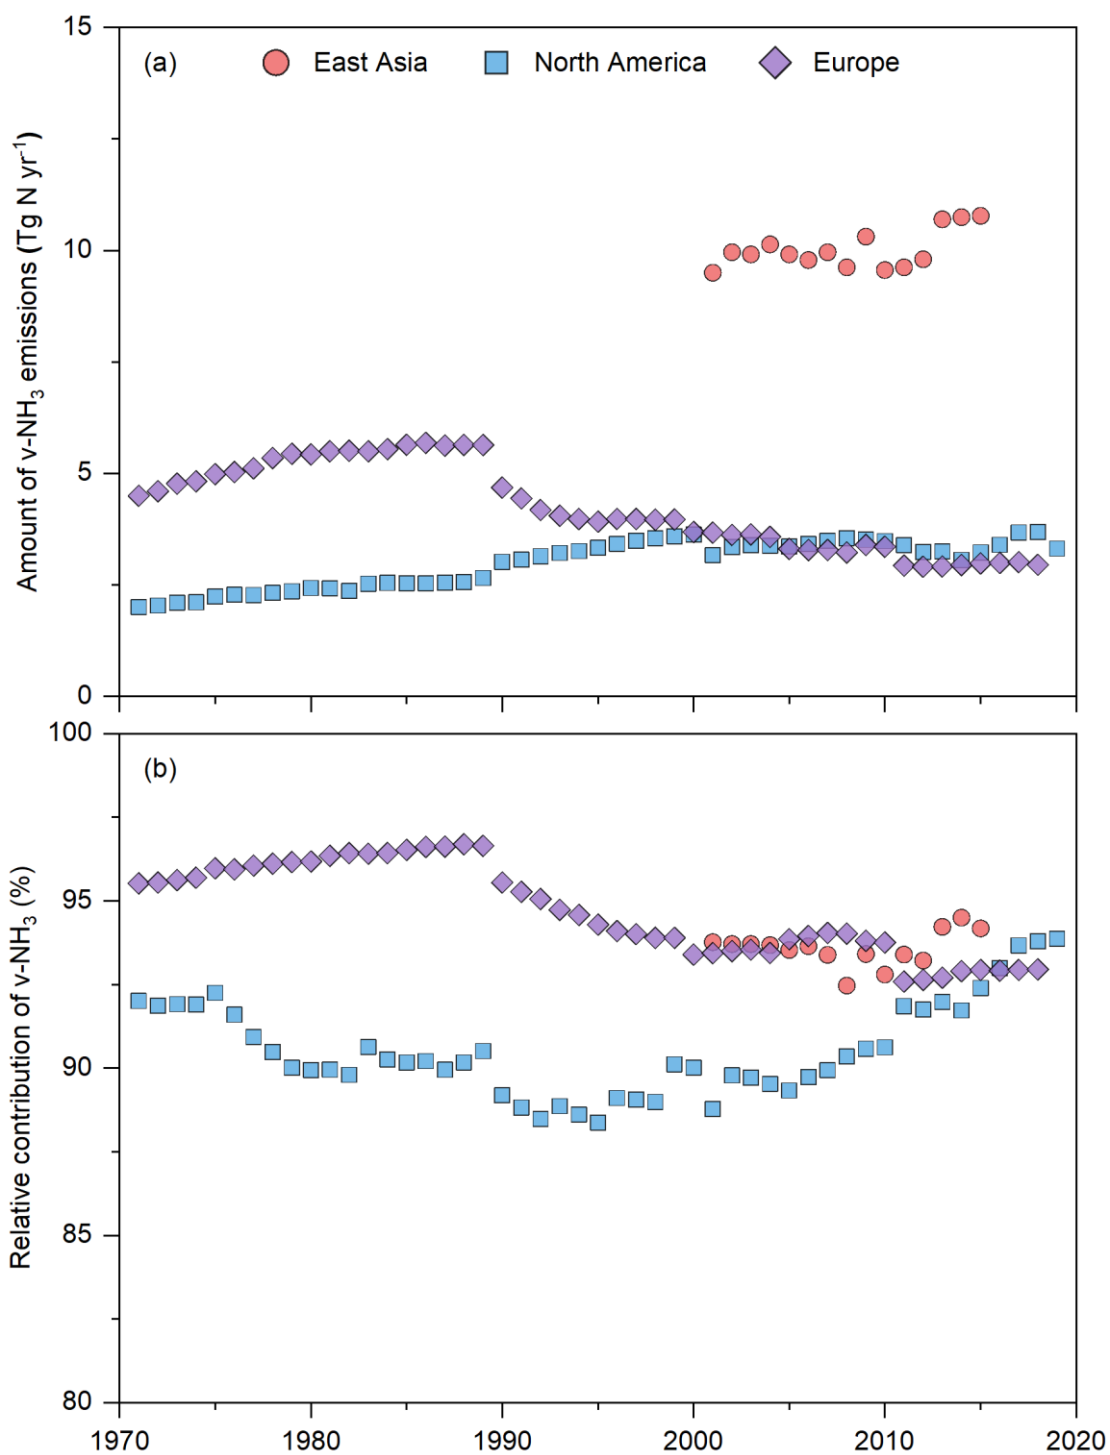 (a) East Asia North America Europe
Amount of v-NH₃ emissions (Tg N yr⁻¹)
15
10
5
0
(b)
Relative contribution of v-NH₃ (%)
100
95
90
85
80
1970 1980 1990 2000 2010 2020